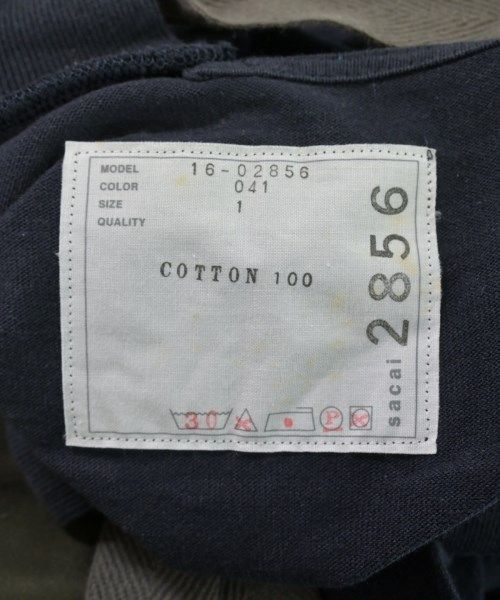 MODEL 16-02856
COLOR 041
SIZE 1
QUALITY
COTTON 100
sacai 2856
30 P